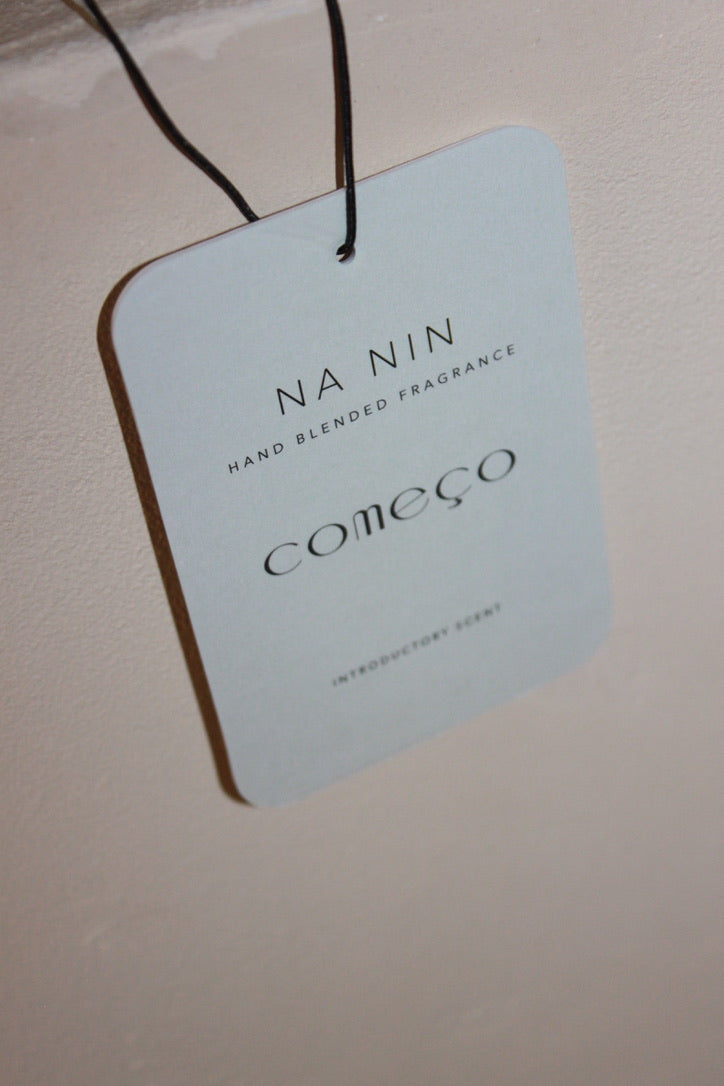 NA NIN
HAND BLENDED FRAGRANCE
começo
INTRODUCTORY SCENT